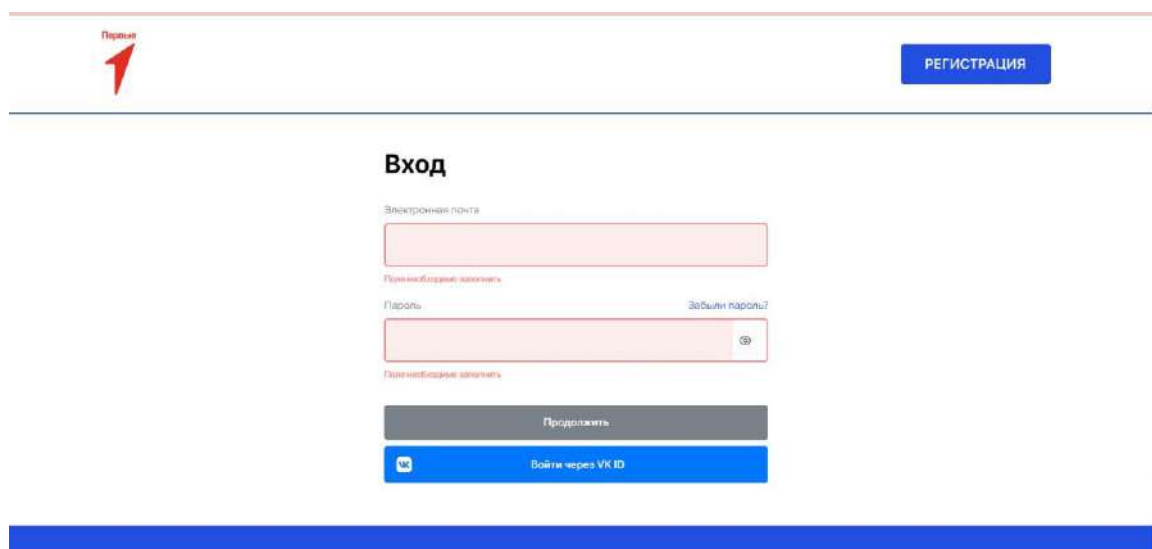 Первые
РЕГИСТРАЦИЯ
Вход
Электронная почта
Поле необходимо заполнить
Пароль Забыли пароль?
Поле необходимо заполнить
Продолжить
Войти через VK ID